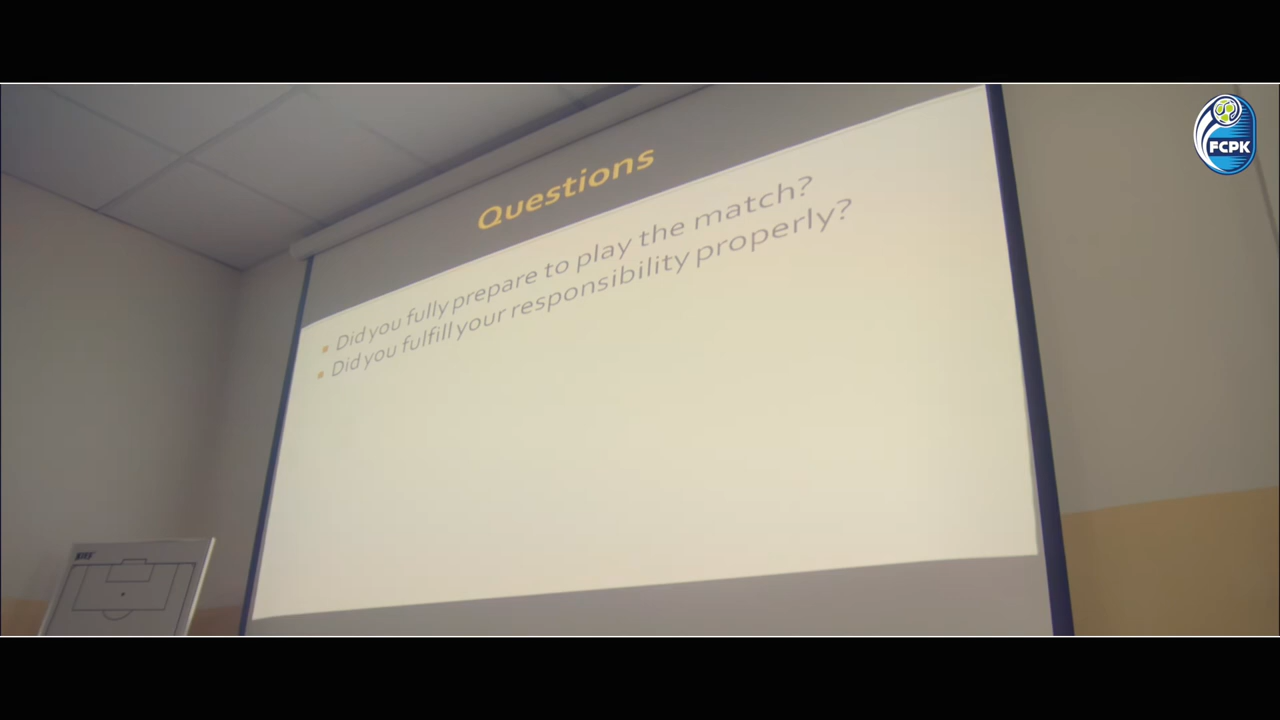 FCPK
Questions
Did you fully prepare to play the match?
Did you fulfill your responsibility properly?